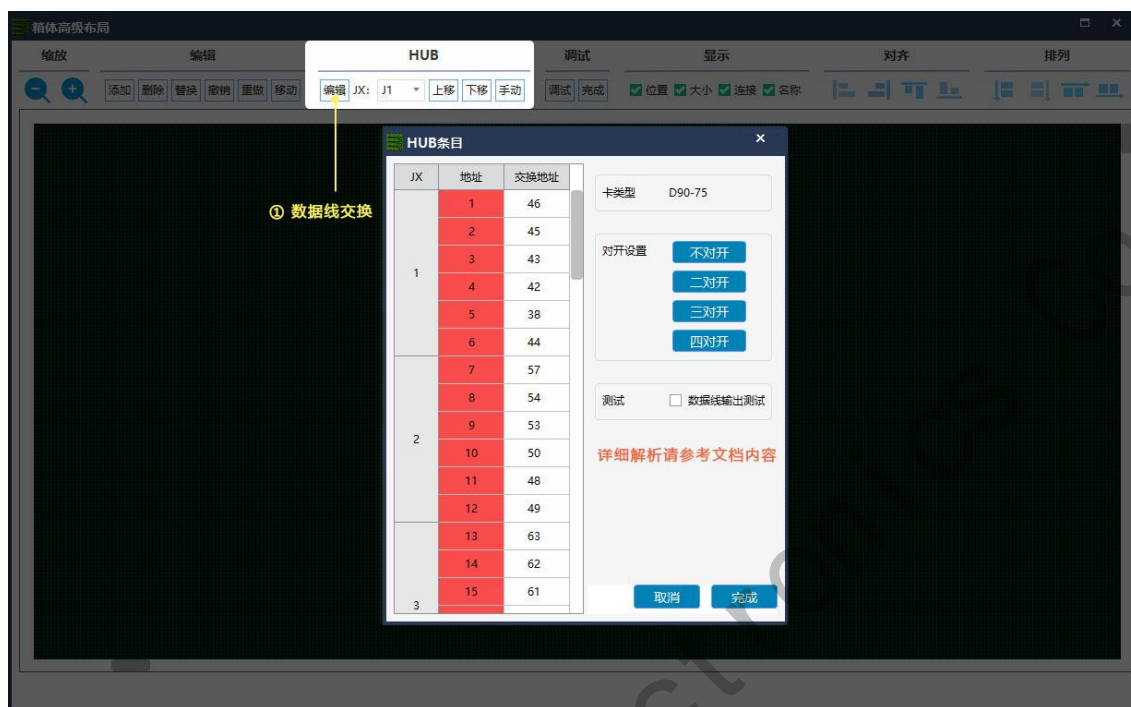 箱体高级布局
缩放 编辑 HUB 调试 显示 对齐 排列
添加 删除 替换 撤销 重做 移动 编辑 JX: J1 上移 下移 手动 调试 完成 位置 大小 连接 名称
① 数据线交换
HUB条目
JX 地址 交换地址
1
1 46
2 45
3 43
4 42
5 38
6 44
2
7 57
8 54
9 53
10 50
11 48
12 49
3
13 63
14 62
15 61
卡类型 D90-75
对开设置 不对开
二对开
三对开
四对开
测试 数据线输出测试
详细解析请参考文档内容
取消 完成
ctronics Co